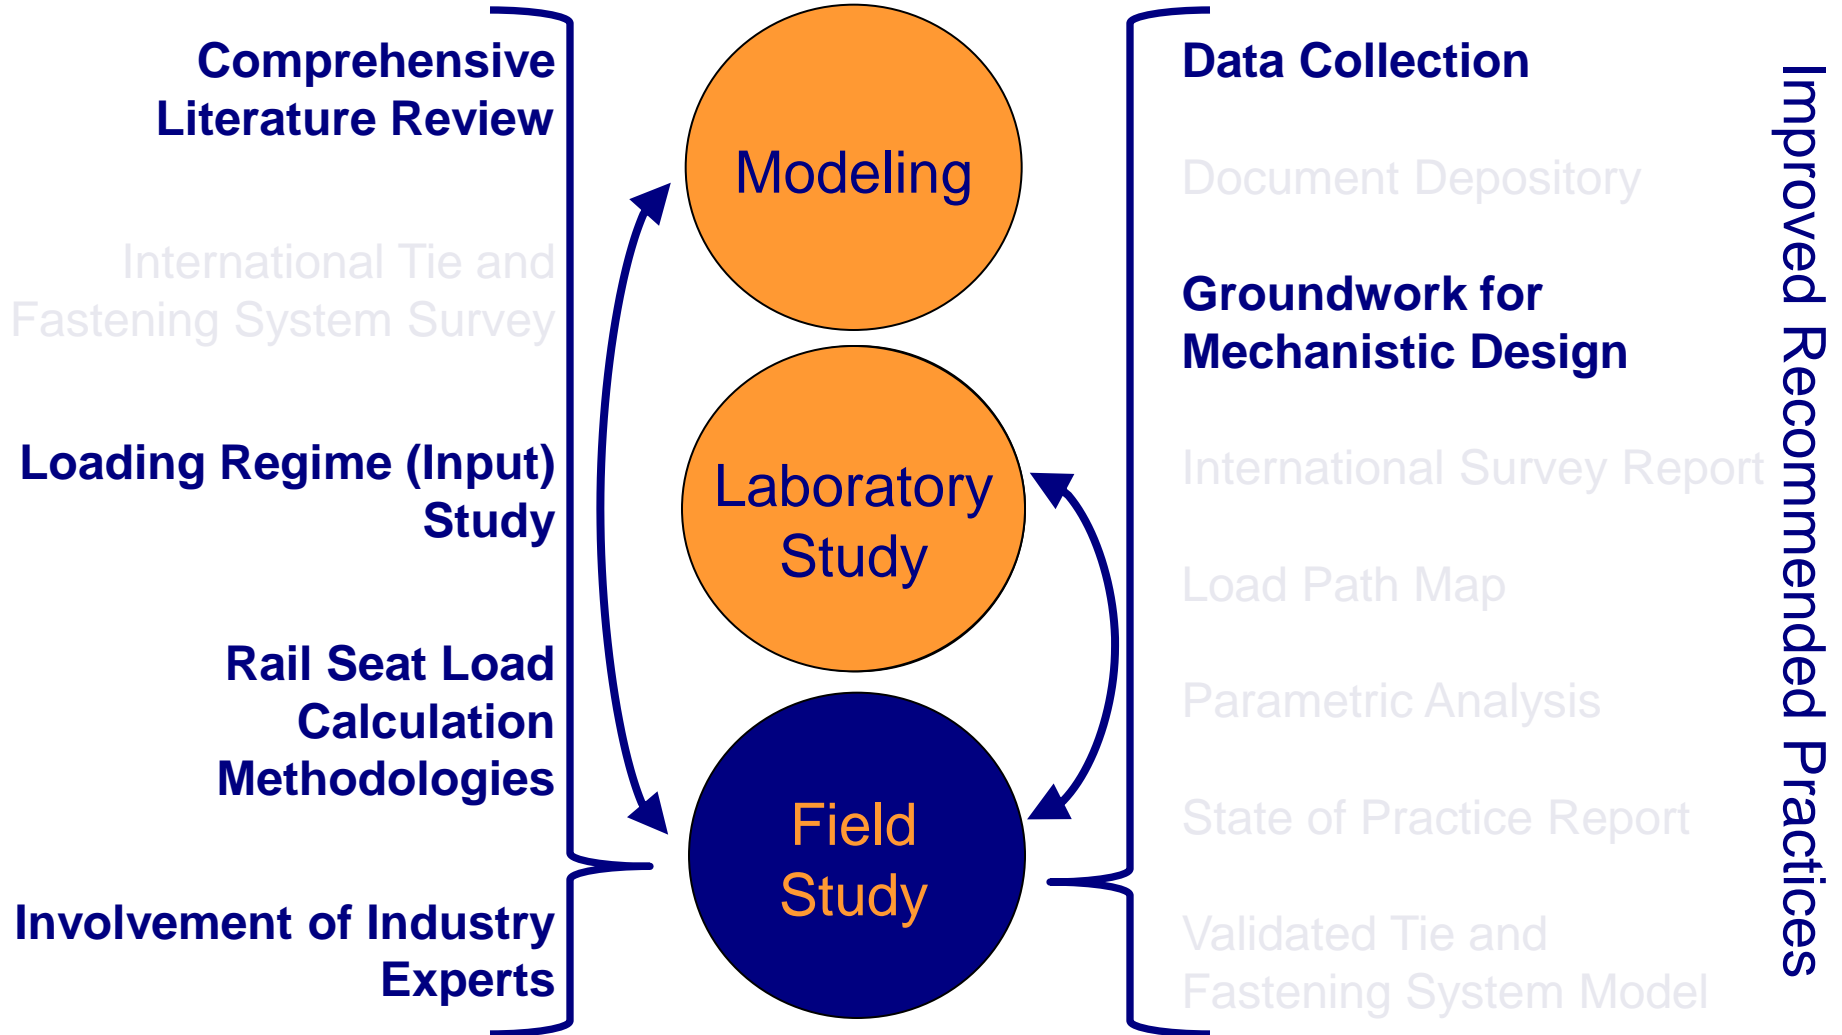 Comprehensive
Literature Review
International Tie and
Fastening System Survey
Loading Regime (Input)
Study
Rail Seat Load
Calculation
Methodologies
Involvement of Industry
Experts
Modeling
Laboratory
Study
Field
Study
Data Collection
Document Depository
Groundwork for
Mechanistic Design
International Survey Report
Load Path Map
Parametric Analysis
State of Practice Report
Validated Tie and
Fastening System Model
Improved Recommended Practices